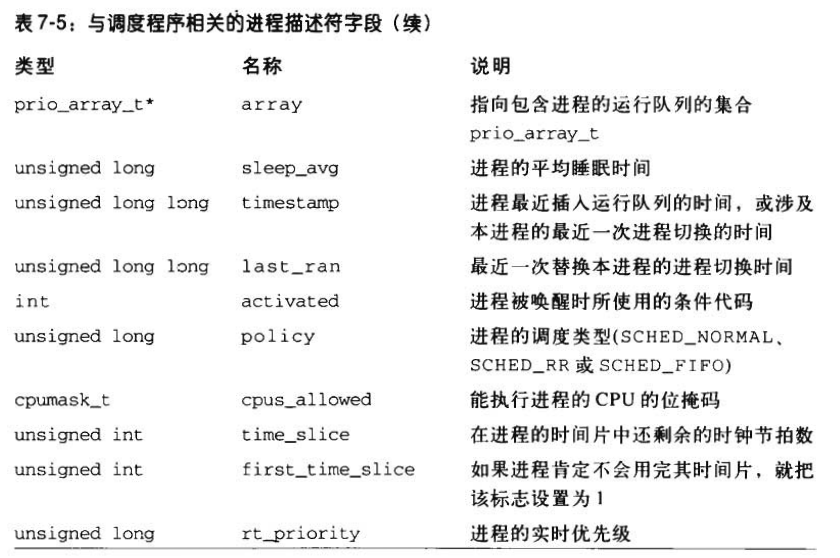 表7-5：与调度程序相关的进程描述符字段（续）
类型 名称 说明
prio_array_t* array 指向包含进程的运行队列的集合
prio_array_t
unsigned long sleep_avg 进程的平均睡眠时间
unsigned long long timestamp 进程最近插入运行队列的时间，或涉及
本进程的最近一次进程切换的时间
unsigned long long last_ran 最近一次替换本进程的进程切换时间
int activated 进程被唤醒时所使用的条件代码
unsigned long policy 进程的调度类型(SCHED_NORMAL、
SCHED_RR 或 SCHED_FIFO)
cpumask_t cpus_allowed 能执行进程的 CPU 的位掩码
unsigned int time_slice 在进程的时间片中还剩余的时钟节拍数
unsigned int first_time_slice 如果进程肯定不会用完其时间片，就把
该标志设置为 1
unsigned long rt_priority 进程的实时优先级